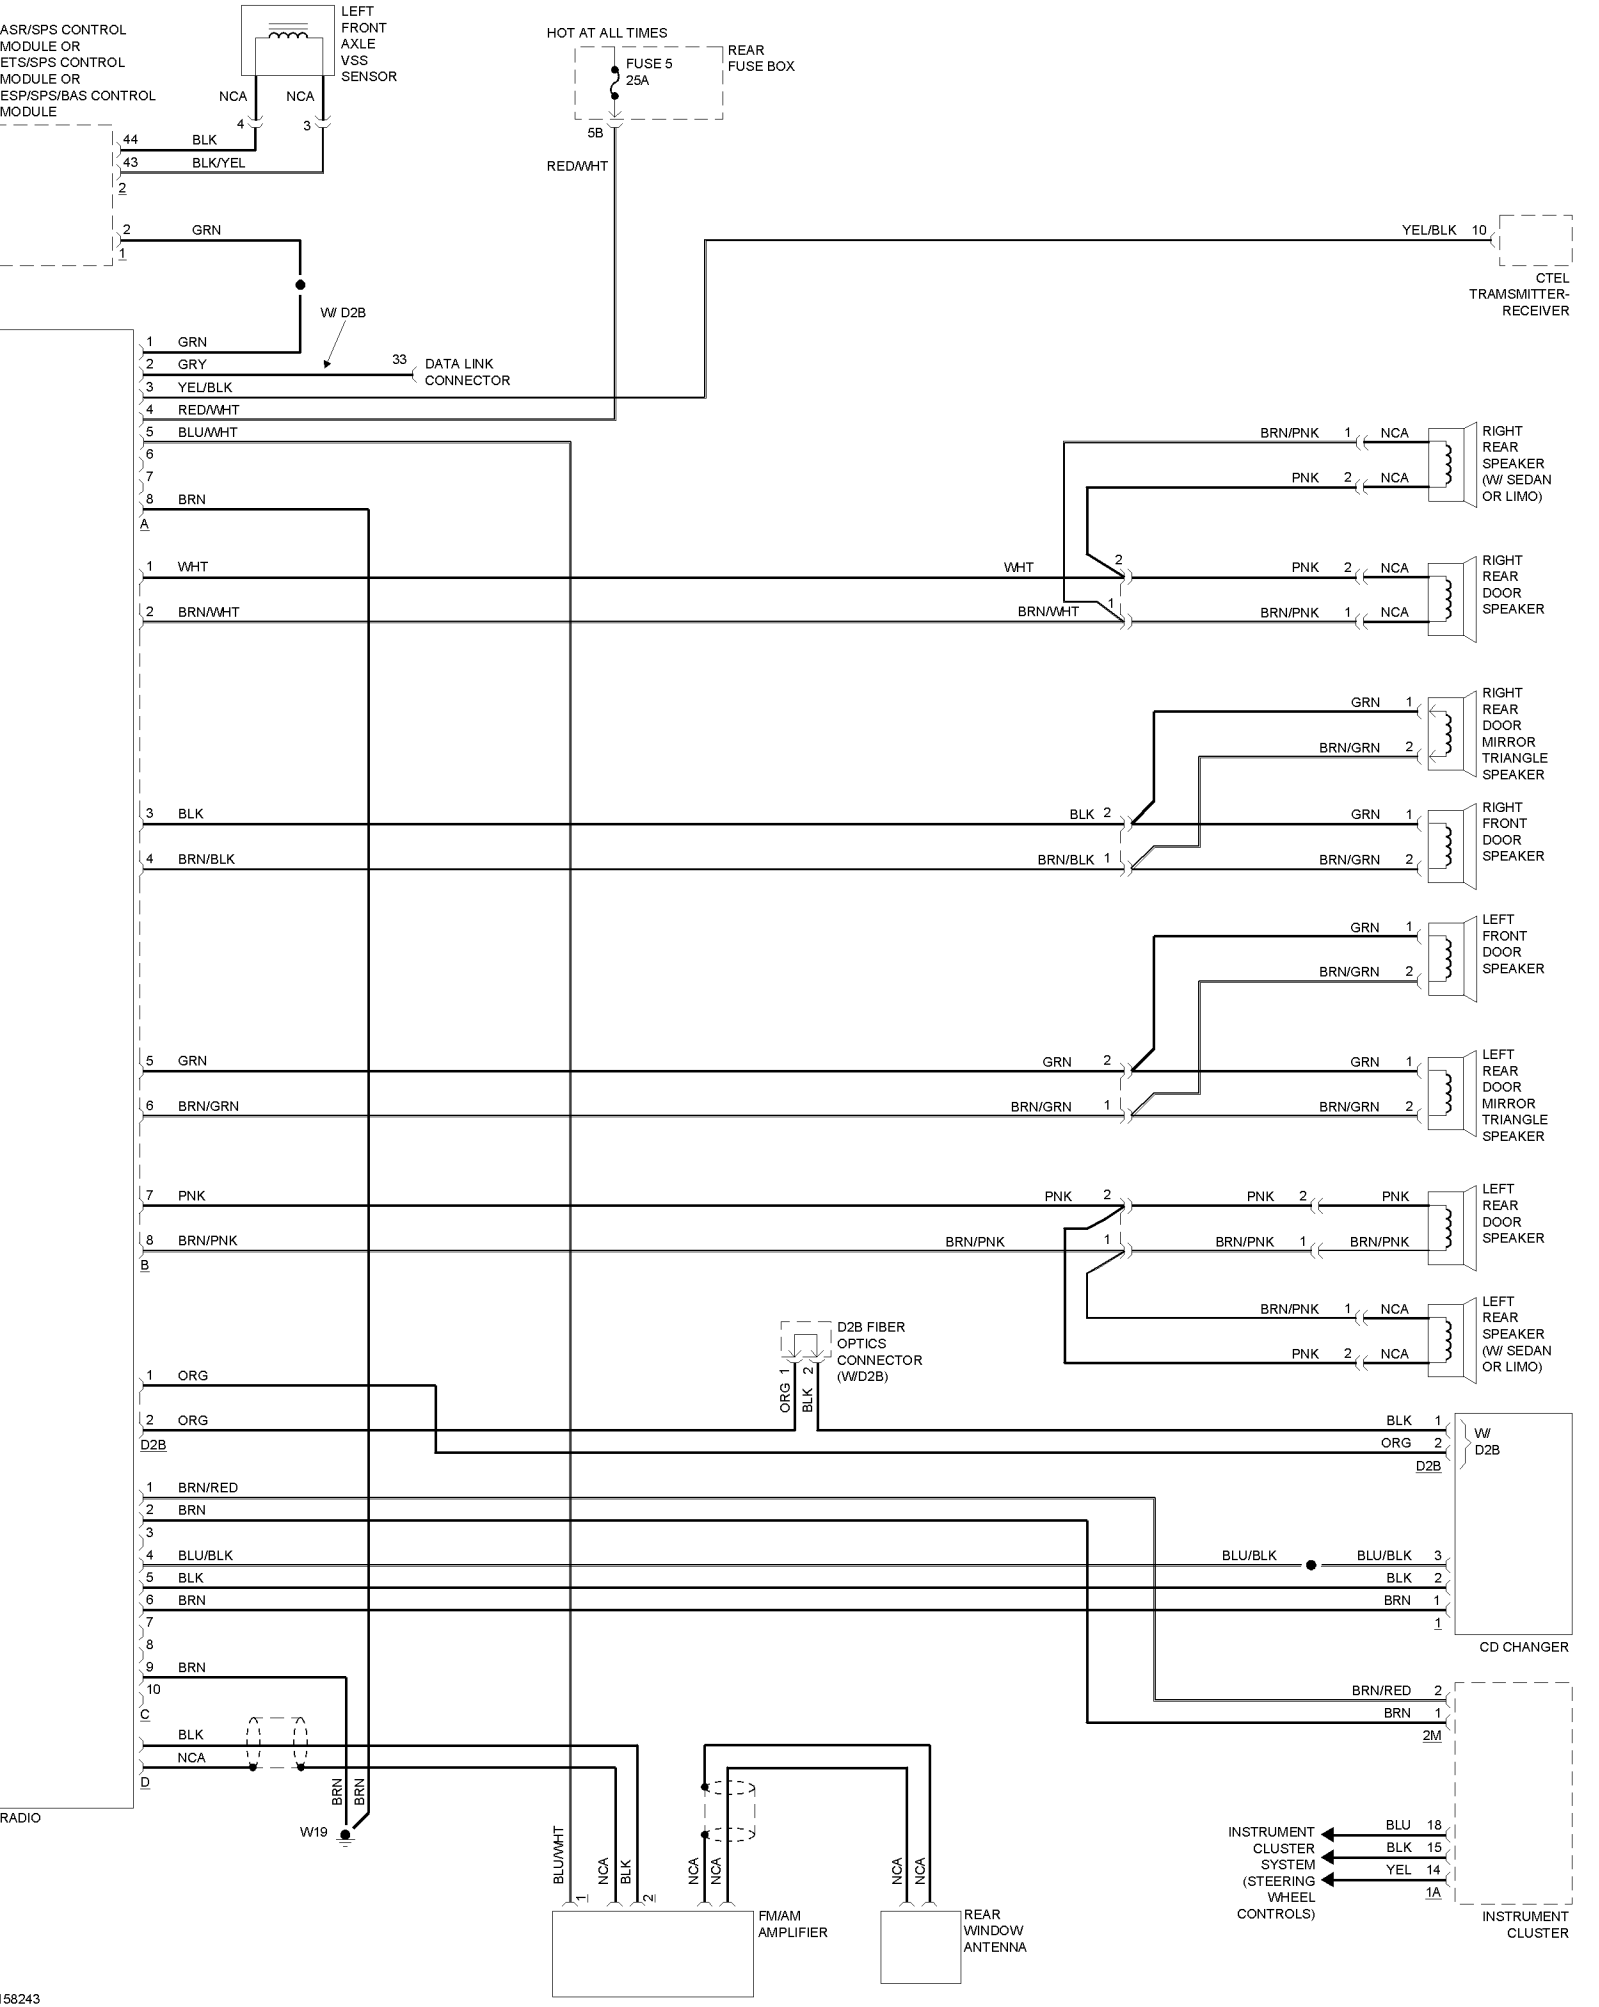 ASR/SPS CONTROL
MODULE OR
ETS/SPS CONTROL
MODULE OR
ESP/SPS/BAS CONTROL
MODULE
LEFT
FRONT
AXLE
VSS
SENSOR
NCA NCA
4 3
44 BLK
43 BLK/YEL
2
2 GRN
1
HOT AT ALL TIMES
FUSE 5
25A
REAR
FUSE BOX
5B
RED/WHT
YEL/BLK 10
CTEL
TRAMSMITTER-
RECEIVER
W/ D2B
1 GRN
2 GRY 33
DATA LINK
CONNECTOR
3 YEL/BLK
4 RED/WHT
5 BLU/WHT
6
7
8 BRN
A
BRN/PNK 1 NCA
PNK 2 NCA
RIGHT
REAR
SPEAKER
(W/ SEDAN
OR LIMO)
1 WHT WHT 2 PNK 2 NCA
2 BRN/WHT BRN/WHT 1 BRN/PNK 1 NCA
RIGHT
REAR
DOOR
SPEAKER
GRN 1
BRN/GRN 2
RIGHT
REAR
DOOR
MIRROR
TRIANGLE
SPEAKER
3 BLK BLK 2 GRN 1
4 BRN/BLK BRN/BLK 1 BRN/GRN 2
RIGHT
FRONT
DOOR
SPEAKER
GRN 1
BRN/GRN 2
LEFT
FRONT
DOOR
SPEAKER
5 GRN GRN 2 GRN 1
6 BRN/GRN BRN/GRN 1 BRN/GRN 2
LEFT
REAR
DOOR
MIRROR
TRIANGLE
SPEAKER
7 PNK PNK 2 PNK 2 PNK
8 BRN/PNK BRN/PNK 1 BRN/PNK 1 BRN/PNK
B
LEFT
REAR
DOOR
SPEAKER
BRN/PNK 1 NCA
PNK 2 NCA
LEFT
REAR
SPEAKER
(W/ SEDAN
OR LIMO)
D2B FIBER
OPTICS
CONNECTOR
(W/D2B)
ORG 1
BLK 2
1 ORG
2 ORG
D2B
BLK 1
ORG 2
D2B
W/
D2B
1 BRN/RED
2 BRN
3
4 BLU/BLK BLU/BLK BLU/BLK 3
5 BLK BLK 2
6 BRN BRN 1
1
CD CHANGER
7
8
9 BRN
10
C
BLK
NCA
D
RADIO
BRN
BRN
W19
BRN/RED 2
BRN 1
2M
BLU/WHT
1
NCA
BLK
2
NCA
NCA
NCA
NCA
FM/AM
AMPLIFIER
REAR
WINDOW
ANTENNA
INSTRUMENT
CLUSTER
SYSTEM
(STEERING
WHEEL
CONTROLS)
BLU 18
BLK 15
YEL 14
1A
INSTRUMENT
CLUSTER
158243